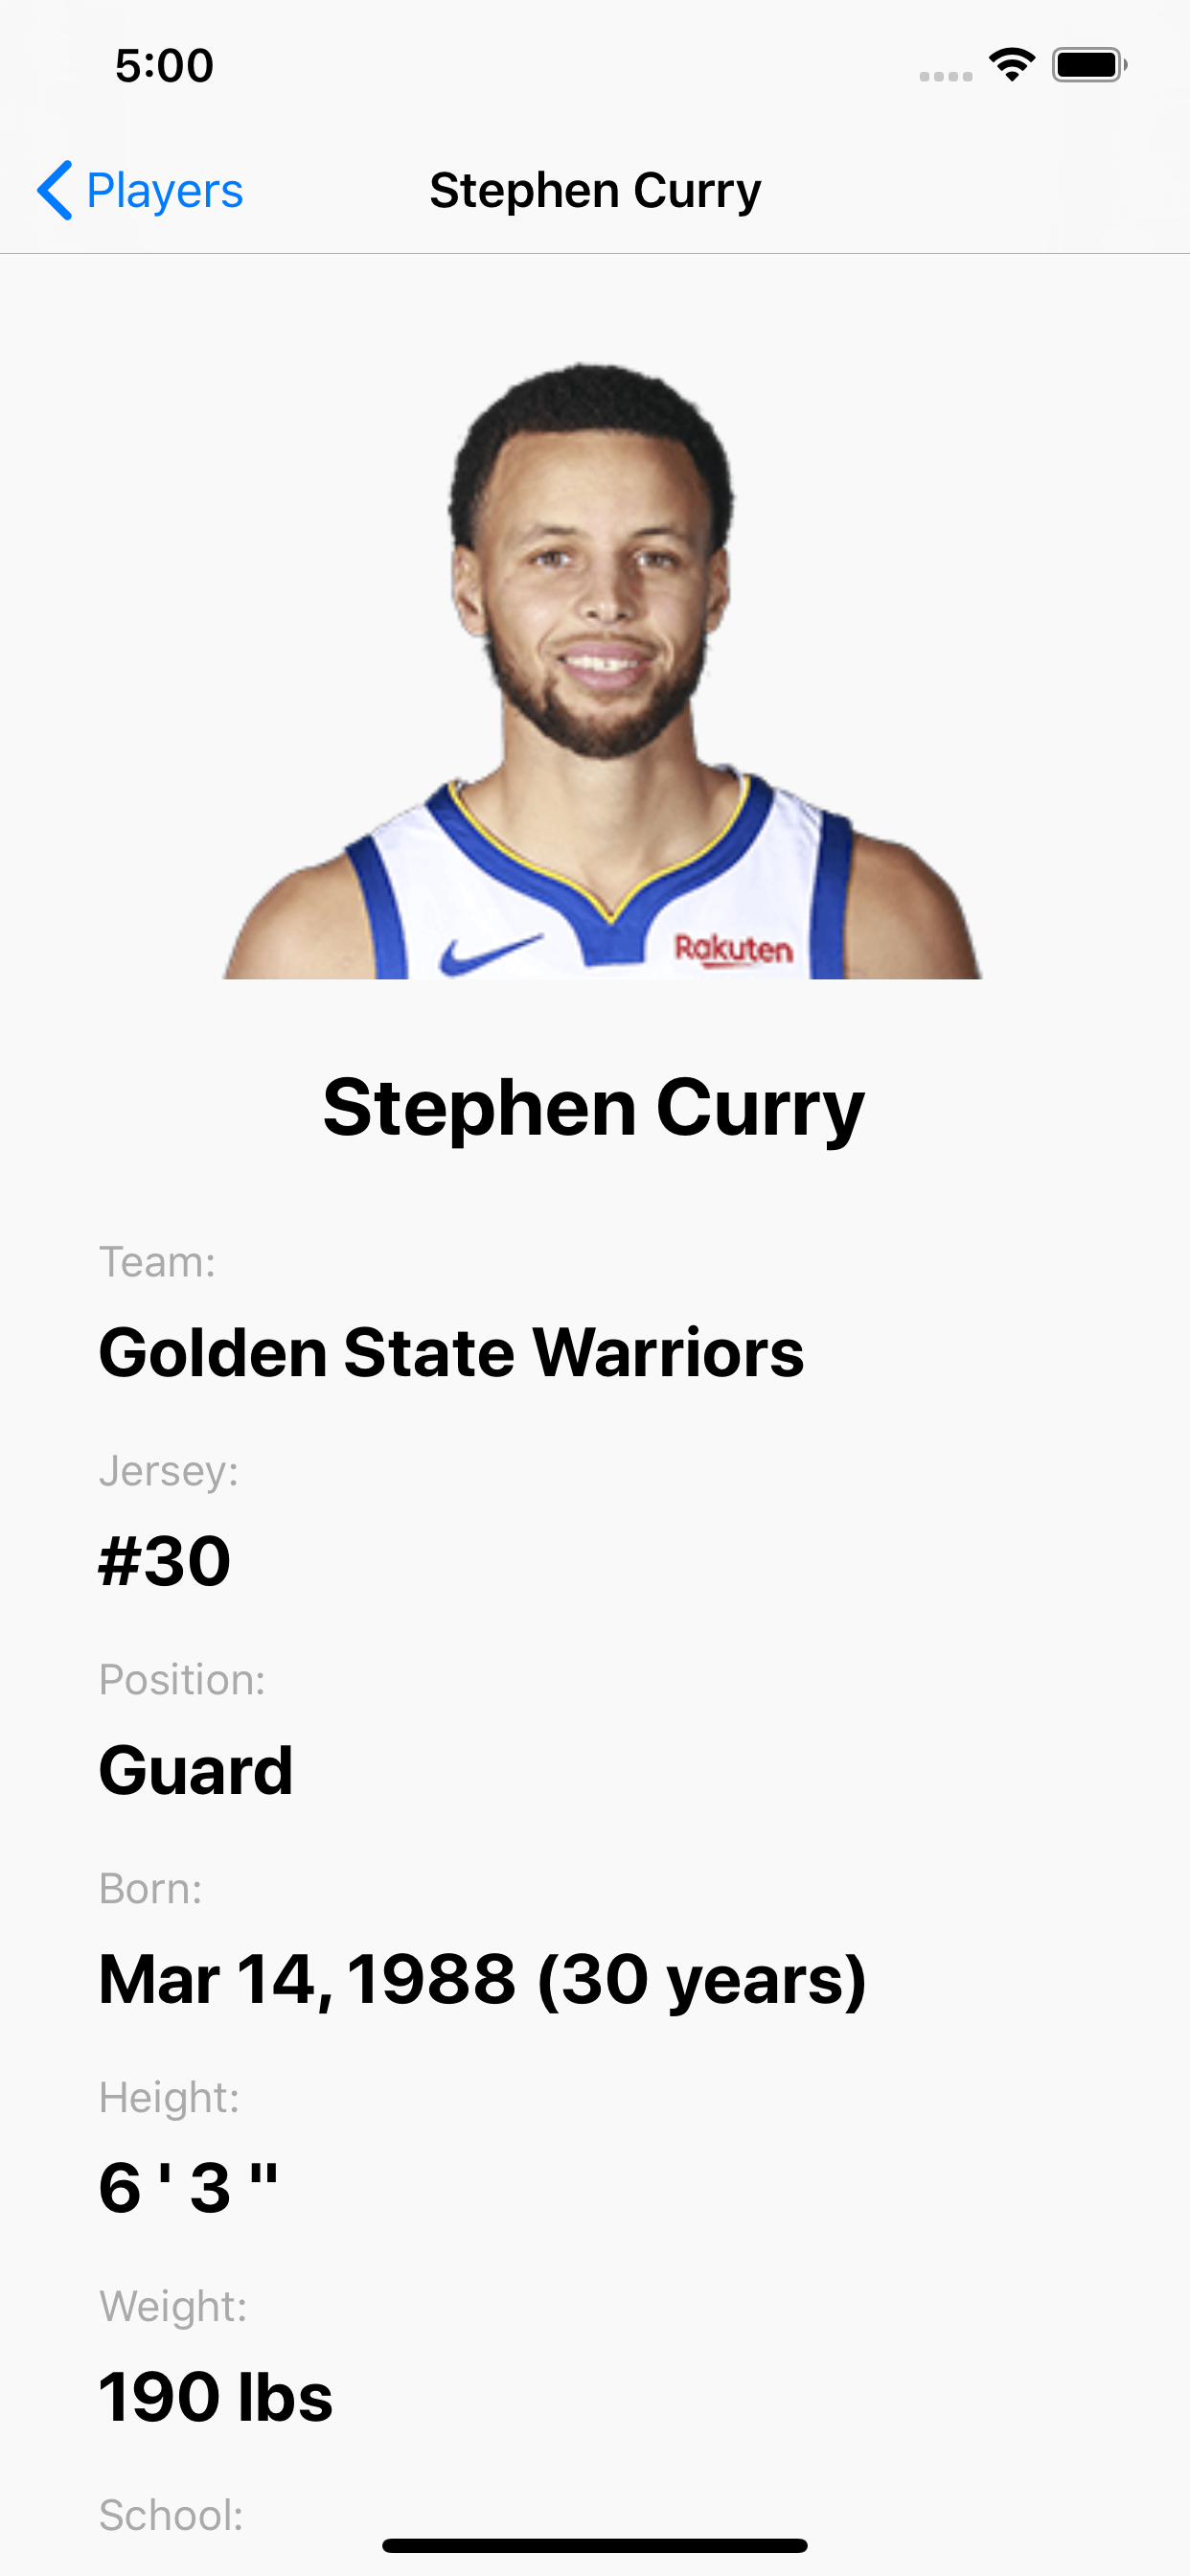 5:00
Players
Stephen Curry
Rakuten
Stephen Curry
Team:
Golden State Warriors
Jersey:
#30
Position:
Guard
Born:
Mar 14, 1988 (30 years)
Height:
6 ' 3 "
Weight:
190 lbs
School: